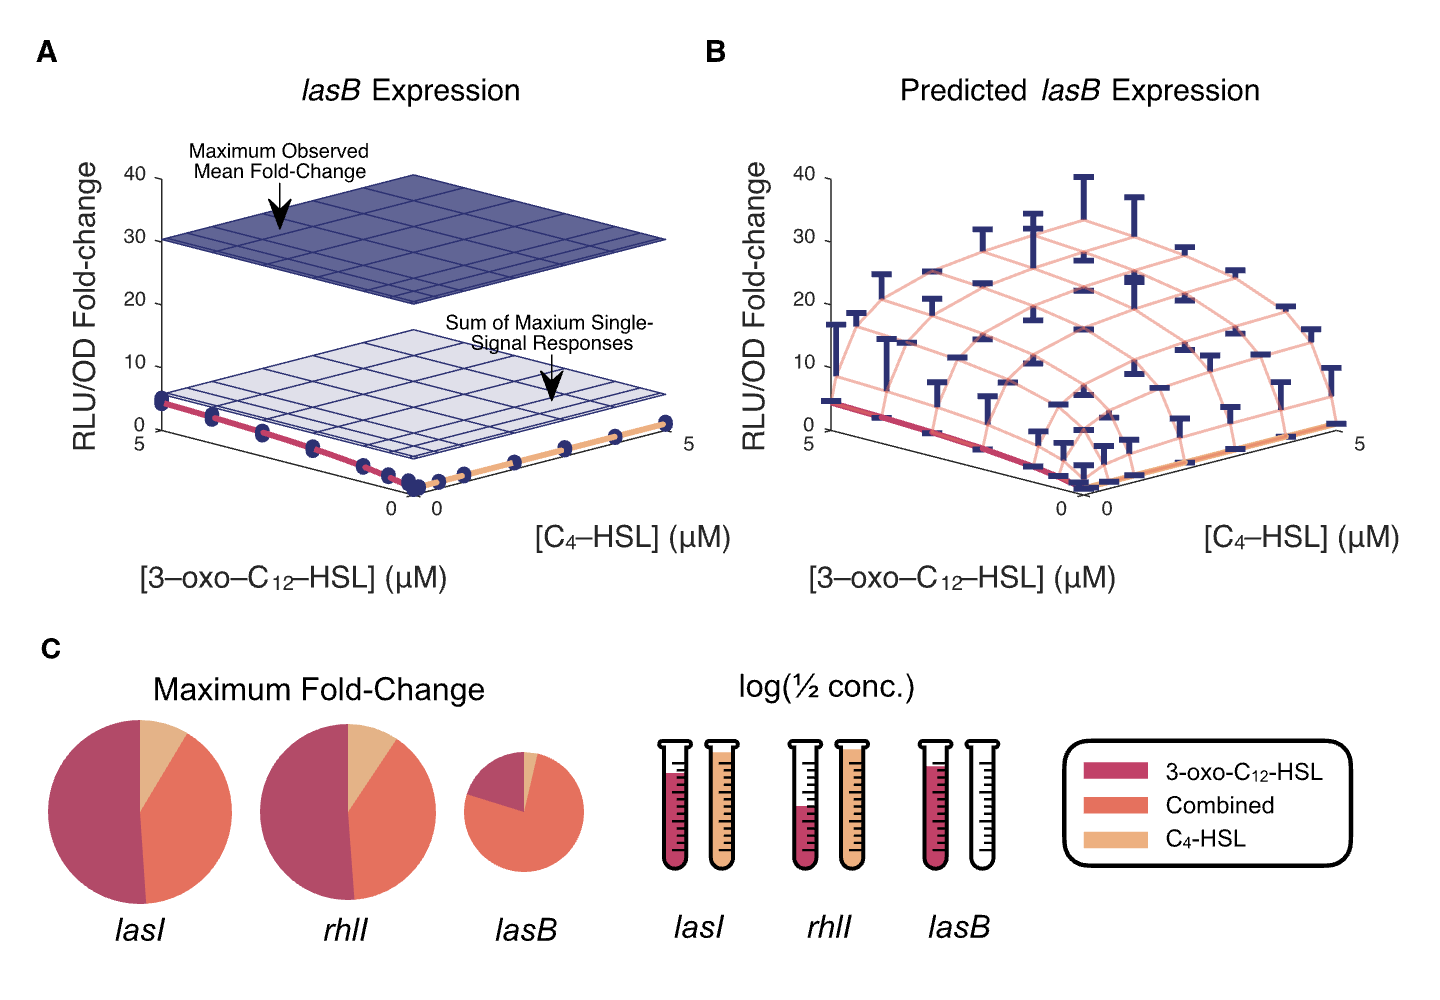 A
lasB Expression
Maximum Observed
Mean Fold-Change
Sum of Maxium Single-
Signal Responses
RLU/OD Fold-change
40
30
20
10
0
5
0
0
5
[C4–HSL] (µM)
[3–oxo–C12–HSL] (µM)
B
Predicted lasB Expression
RLU/OD Fold-change
40
30
20
10
0
5
0
0
5
[C4–HSL] (µM)
[3–oxo–C12–HSL] (µM)
C
Maximum Fold-Change
lasI
rhlI
lasB
log(½ conc.)
lasI
rhlI
lasB
3-oxo-C12-HSL
Combined
C4-HSL